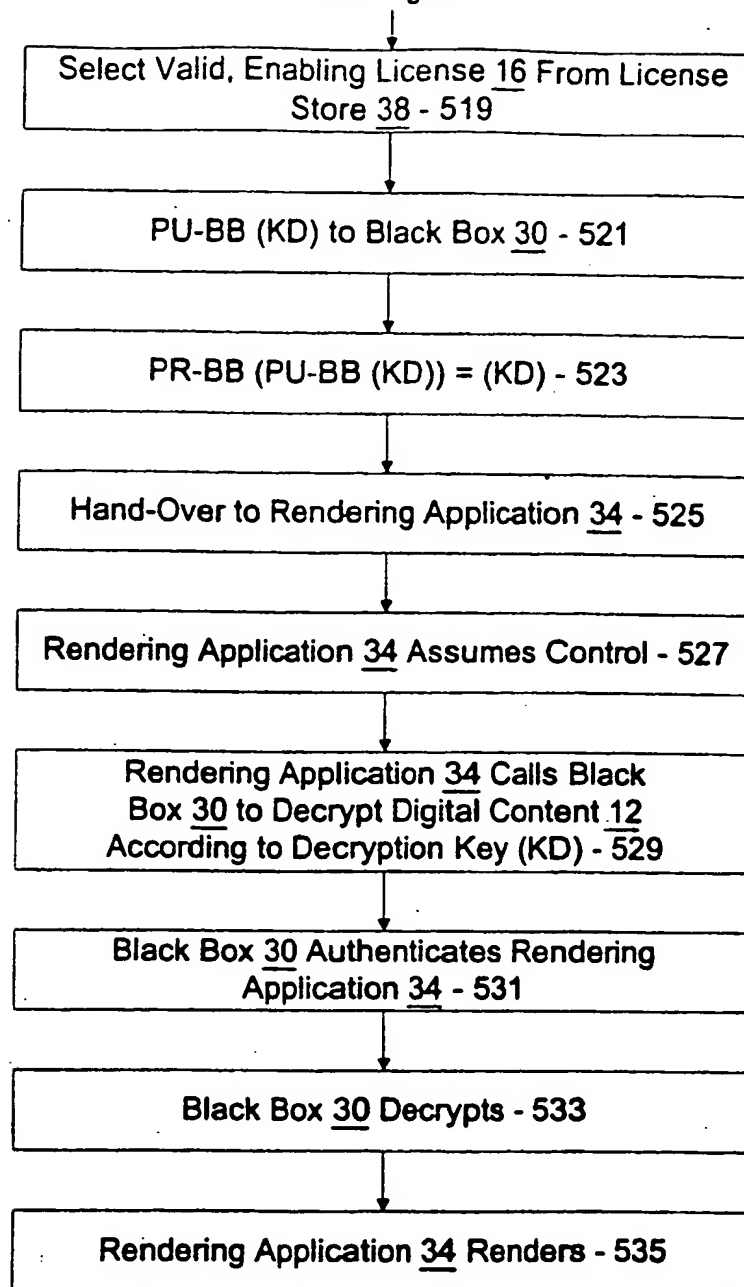 Select Valid, Enabling License 16 From License
Store 38 - 519
PU-BB (KD) to Black Box 30 - 521
PR-BB (PU-BB (KD)) = (KD) - 523
Hand-Over to Rendering Application 34 - 525
Rendering Application 34 Assumes Control - 527
Rendering Application 34 Calls Black
Box 30 to Decrypt Digital Content 12
According to Decryption Key (KD) - 529
Black Box 30 Authenticates Rendering
Application 34 - 531
Black Box 30 Decrypts - 533
Rendering Application 34 Renders - 535